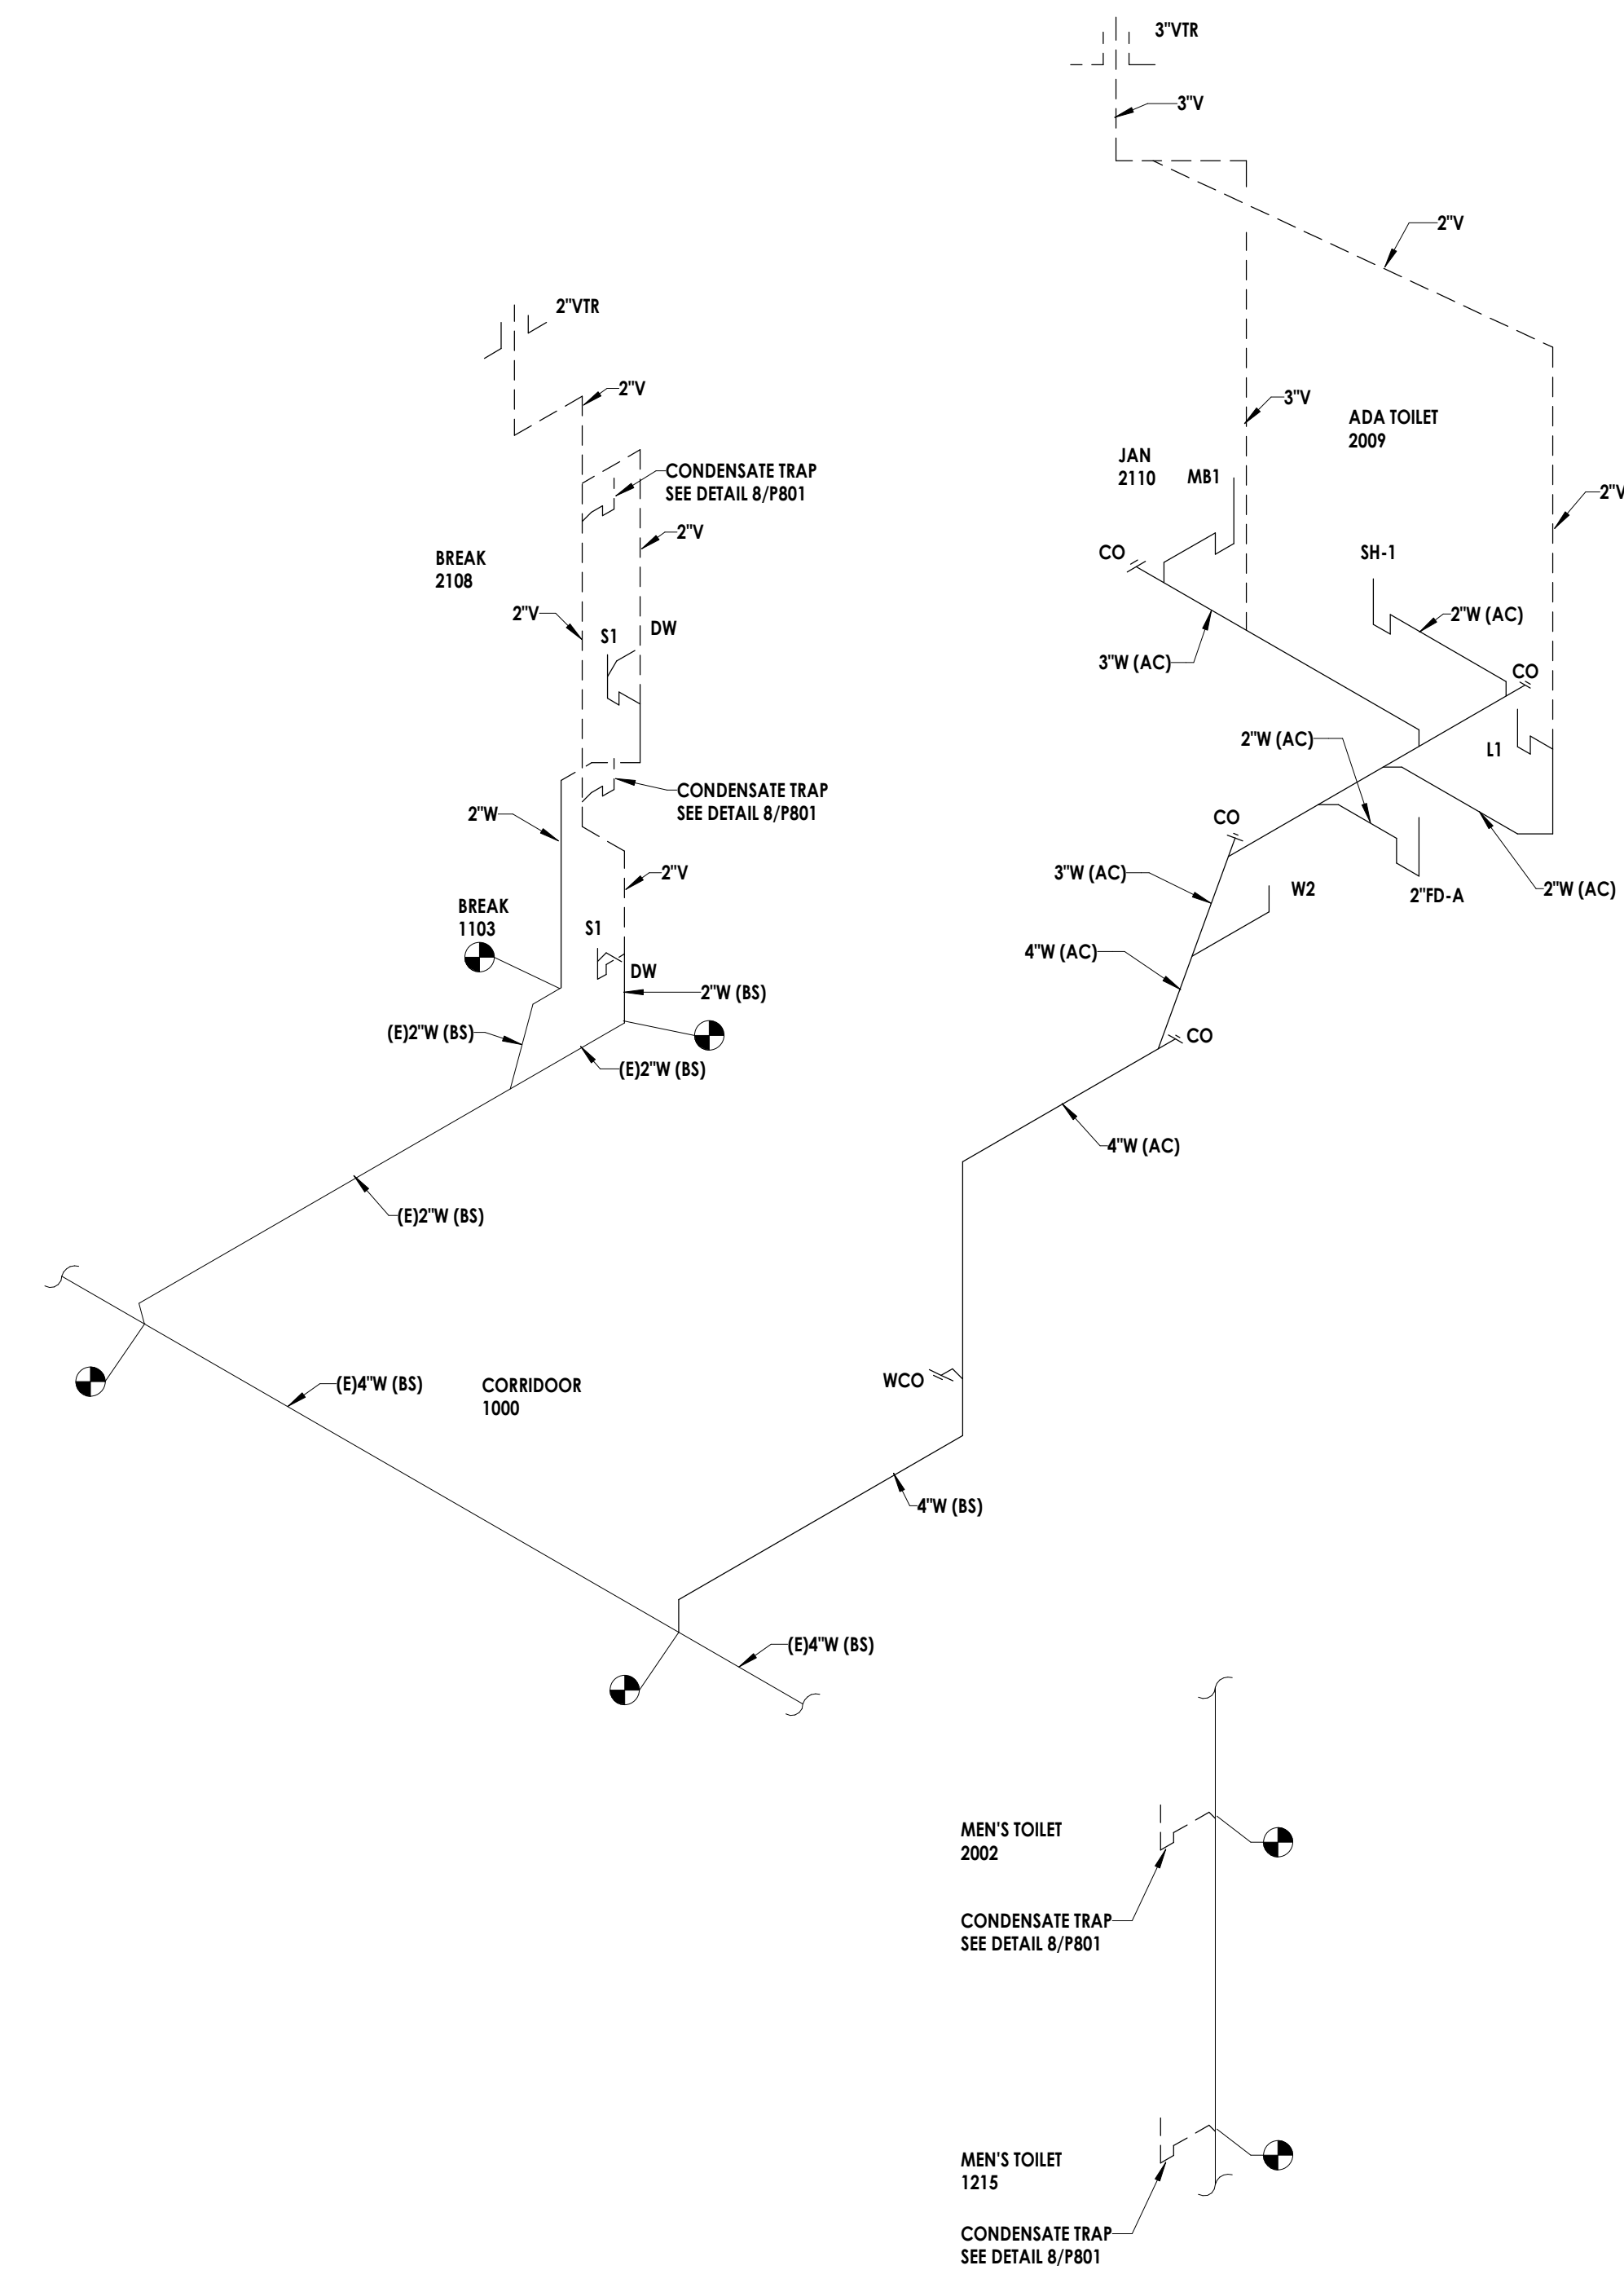 3"VTR
3"V
2"V
2"VTR
2"V
3"V
ADA TOILET
2009
JAN
2110
MB1
CONDENSATE TRAP
SEE DETAIL 8/P801
2"V
2"V
BREAK
2108
CO
SH-1
2"V
S1
DW
2"W (AC)
3"W (AC)
CO
2"W (AC)
L1
CONDENSATE TRAP
SEE DETAIL 8/P801
2"W
CO
2"V
3"W (AC)
W2
2"FD-A
2"W (AC)
BREAK
1103
S1
4"W (AC)
DW
2"W (BS)
(E)2"W (BS)
CO
(E)2"W (BS)
4"W (AC)
(E)2"W (BS)
WCO
(E)4"W (BS)
CORRIDOOR
1000
4"W (BS)
(E)4"W (BS)
MEN'S TOILET
2002
CONDENSATE TRAP
SEE DETAIL 8/P801
MEN'S TOILET
1215
CONDENSATE TRAP
SEE DETAIL 8/P801